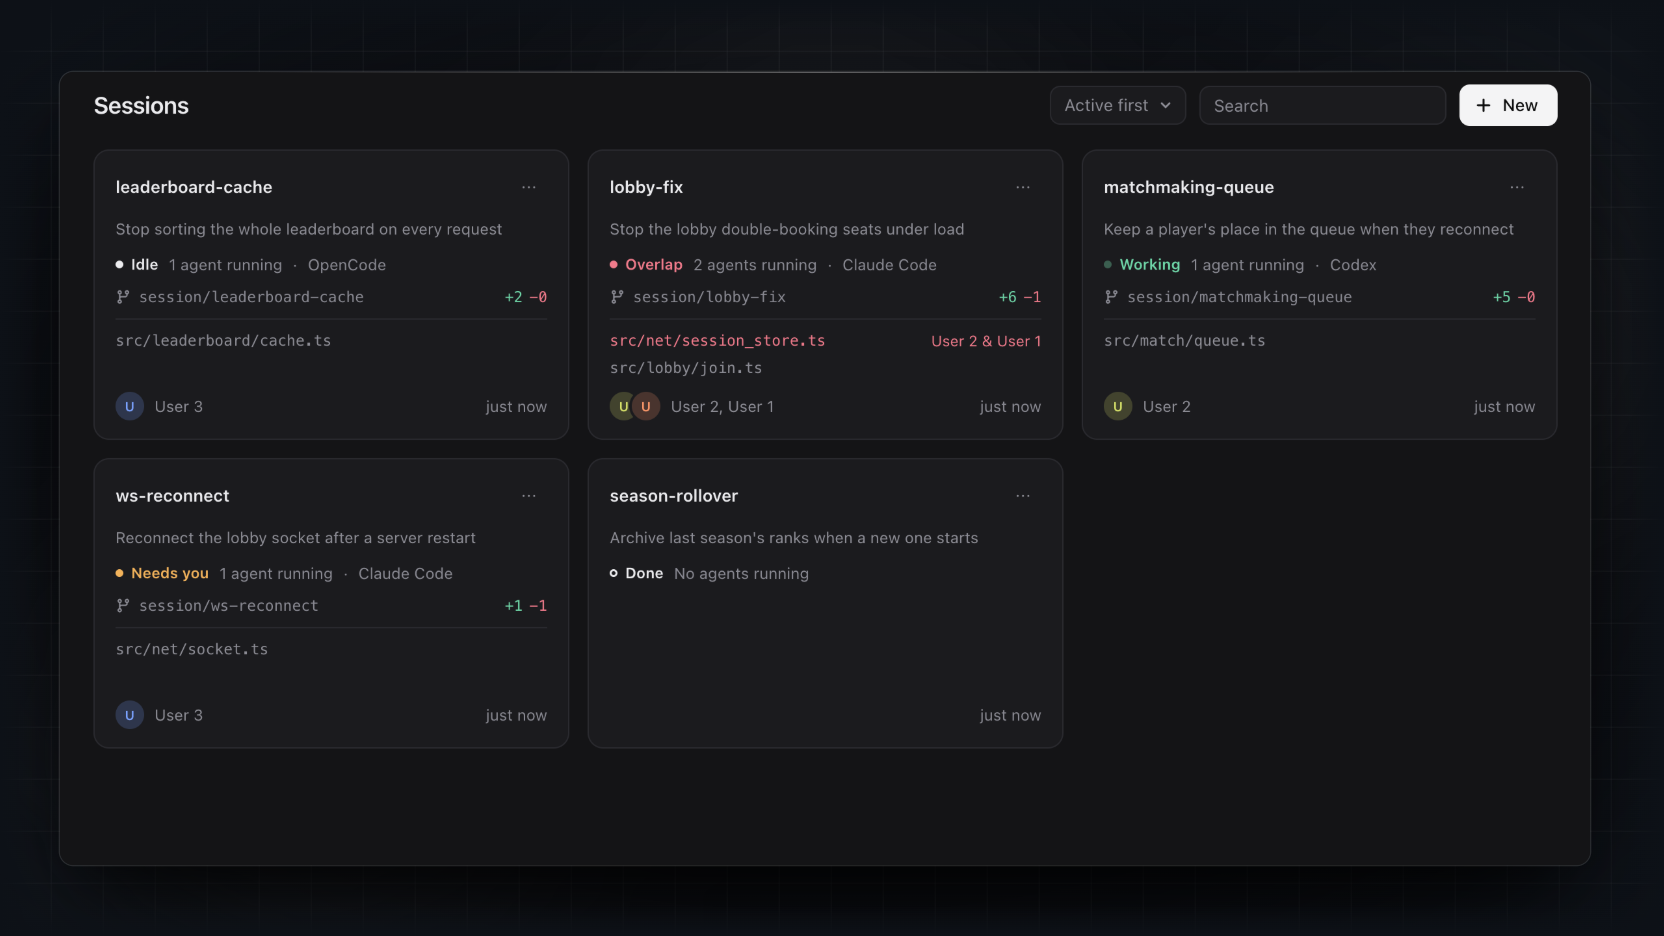 Sessions
Active first
Search
+ New
leaderboard-cache ···
Stop sorting the whole leaderboard on every request
Idle 1 agent running · OpenCode
session/leaderboard-cache +2 −0
src/leaderboard/cache.ts
U User 3 just now
lobby-fix ···
Stop the lobby double-booking seats under load
Overlap 2 agents running · Claude Code
session/lobby-fix +6 −1
src/net/session_store.ts User 2 & User 1
src/lobby/join.ts
U U User 2, User 1 just now
matchmaking-queue ···
Keep a player's place in the queue when they reconnect
Working 1 agent running · Codex
session/matchmaking-queue +5 −0
src/match/queue.ts
U User 2 just now
ws-reconnect ···
Reconnect the lobby socket after a server restart
Needs you 1 agent running · Claude Code
session/ws-reconnect +1 −1
src/net/socket.ts
U User 3 just now
season-rollover ···
Archive last season's ranks when a new one starts
Done No agents running
just now